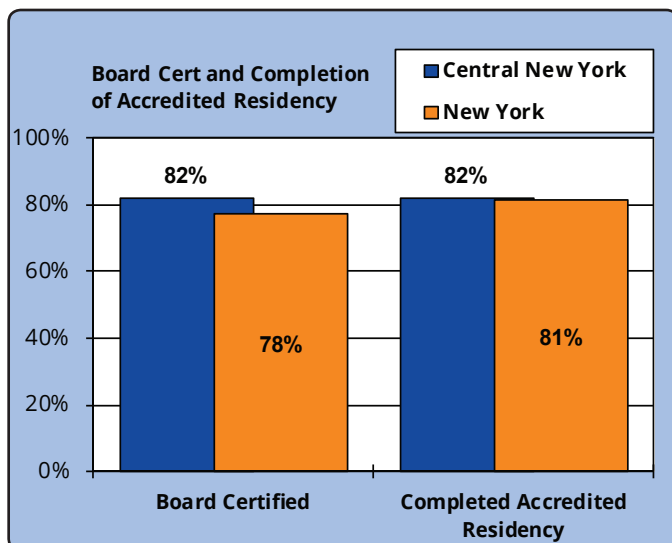 Board Cert and Completion
of Accredited Residency
Central New York
New York
100%
80%
60%
40%
20%
0%
82%
78%
82%
81%
Board Certified
Completed Accredited
Residency